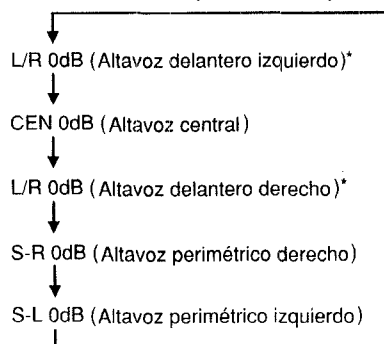 L/R 0dB (Altavoz delantero izquierdo)*
CEN 0dB (Altavoz central)
L/R 0dB (Altavoz delantero derecho)*
S-R 0dB (Altavoz perimétrico derecho)
S-L 0dB (Altavoz perimétrico izquierdo)